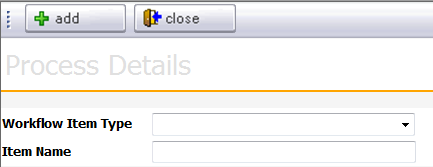 add close
Process Details
Workflow Item Type
Item Name